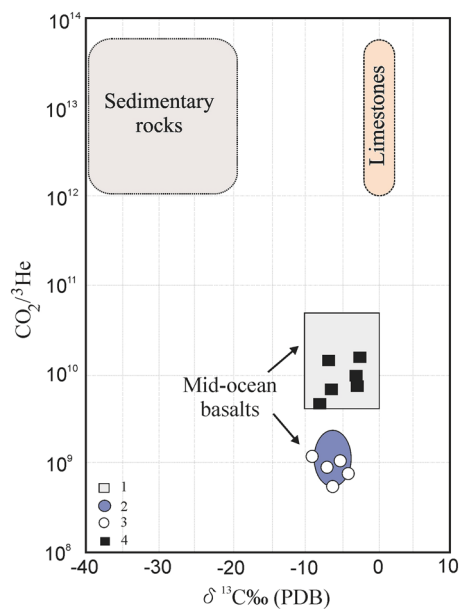 10¹⁴
Sedimentary
rocks
Limestones
10¹³
10¹²
10¹¹
CO₂/³He
10¹⁰
Mid-ocean
basalts
10⁹
1
2
3
4
10⁸
-40 -30 -20 -10 0 10
δ ¹³C‰ (PDB)